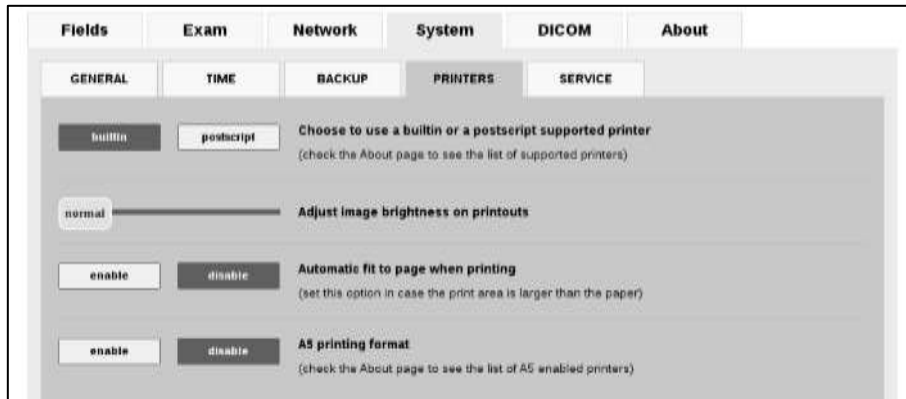 Fields Exam Network System DICOM About
GENERAL TIME BACKUP PRINTERS SERVICE
builtin postscript Choose to use a builtin or a postscript supported printer
(check the About page to see the list of supported printers)
normal Adjust image brightness on printouts
enable disable Automatic fit to page when printing
(set this option in case the print area is larger than the paper)
enable disable A5 printing format
(check the About page to see the list of A5 enabled printers)